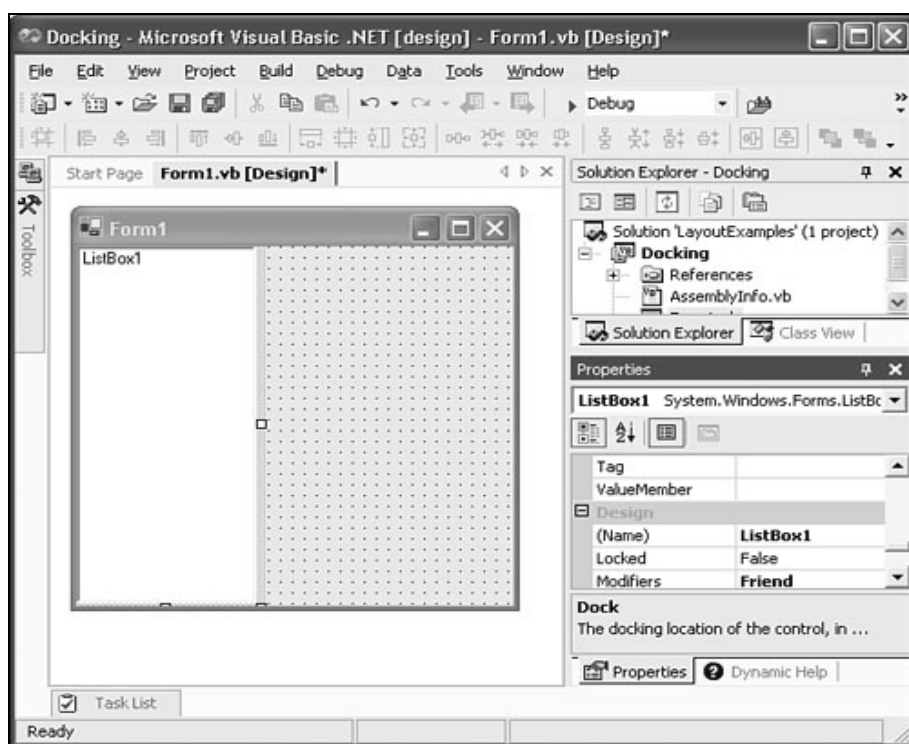 Docking - Microsoft Visual Basic .NET [design] - Form1.vb [Design]*
File Edit View Project Build Debug Data Tools Window Help
Debug
Toolbox
Start Page Form1.vb [Design]*
Form1
ListBox1
Solution Explorer - Docking
Solution 'LayoutExamples' (1 project)
Docking
References
AssemblyInfo.vb
Solution Explorer Class View
Properties
ListBox1 System.Windows.Forms.ListBo
Tag
ValueMember
Design
(Name) ListBox1
Locked False
Modifiers Friend
Dock
The docking location of the control, in ...
Properties Dynamic Help
Task List
Ready